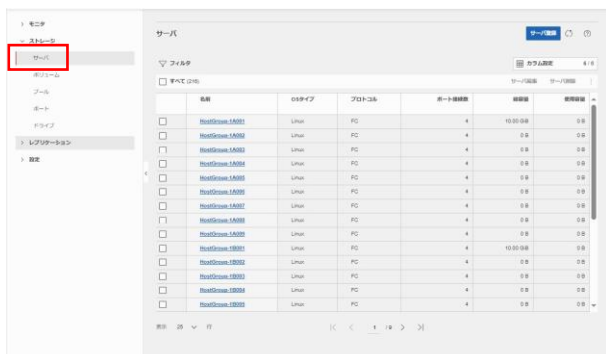 モニタ
ストレージ
サーバ
ボリューム
プール
ポート
ドライブ
レプリケーション
設定
サーバ
サーバ登録
フィルタ
カラム設定 4 / 6
すべて (216)
サーバ編集 サーバ削除
名前 OSタイプ プロトコル ポート接続数 総容量 使用容量
HostGroup-1A001 Linux FC 4 10.00 GiB 0 B
HostGroup-1A002 Linux FC 4 0 B 0 B
HostGroup-1A003 Linux FC 4 0 B 0 B
HostGroup-1A004 Linux FC 4 0 B 0 B
HostGroup-1A005 Linux FC 4 0 B 0 B
HostGroup-1A006 Linux FC 4 0 B 0 B
HostGroup-1A007 Linux FC 4 0 B 0 B
HostGroup-1A008 Linux FC 4 0 B 0 B
HostGroup-1A009 Linux FC 4 0 B 0 B
HostGroup-1B001 Linux FC 4 10.00 GiB 0 B
HostGroup-1B002 Linux FC 4 0 B 0 B
HostGroup-1B003 Linux FC 4 0 B 0 B
HostGroup-1B004 Linux FC 4 0 B 0 B
HostGroup-1B005 Linux FC 4 0 B 0 B
表示 25 行 1 / 9